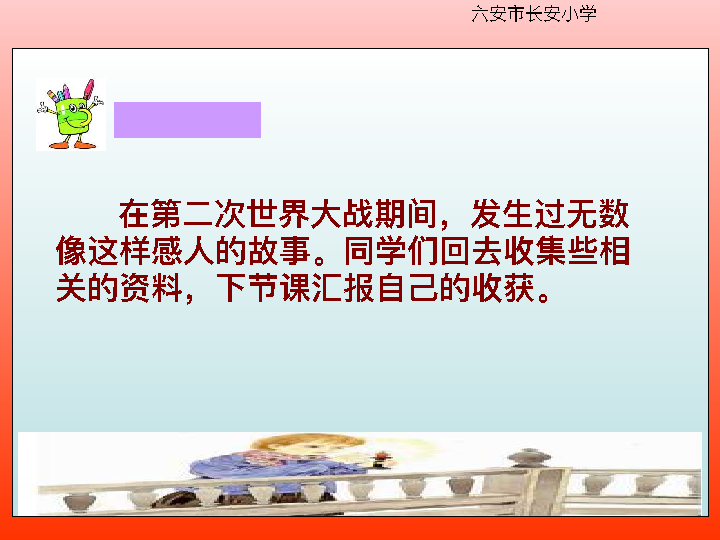 六安市长安小学
在第二次世界大战期间，发生过无数
像这样感人的故事。同学们回去收集些相
关的资料，下节课汇报自己的收获。